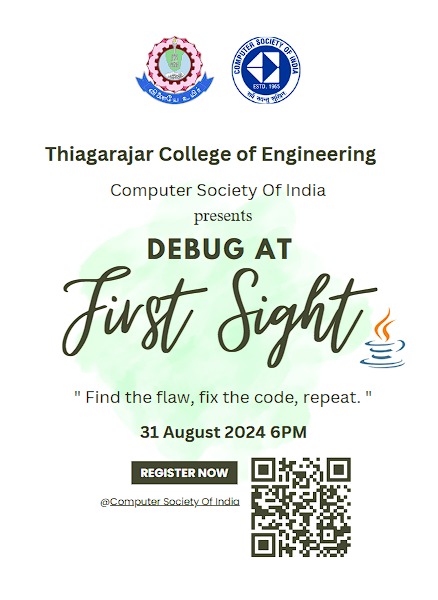 COMPUTER SOCIETY OF INDIA
ESTD. 1965
Thiagarajar College of Engineering
Computer Society Of India
presents
DEBUG AT
First Sight
" Find the flaw, fix the code, repeat. "
31 August 2024 6PM
REGISTER NOW
@Computer Society Of India